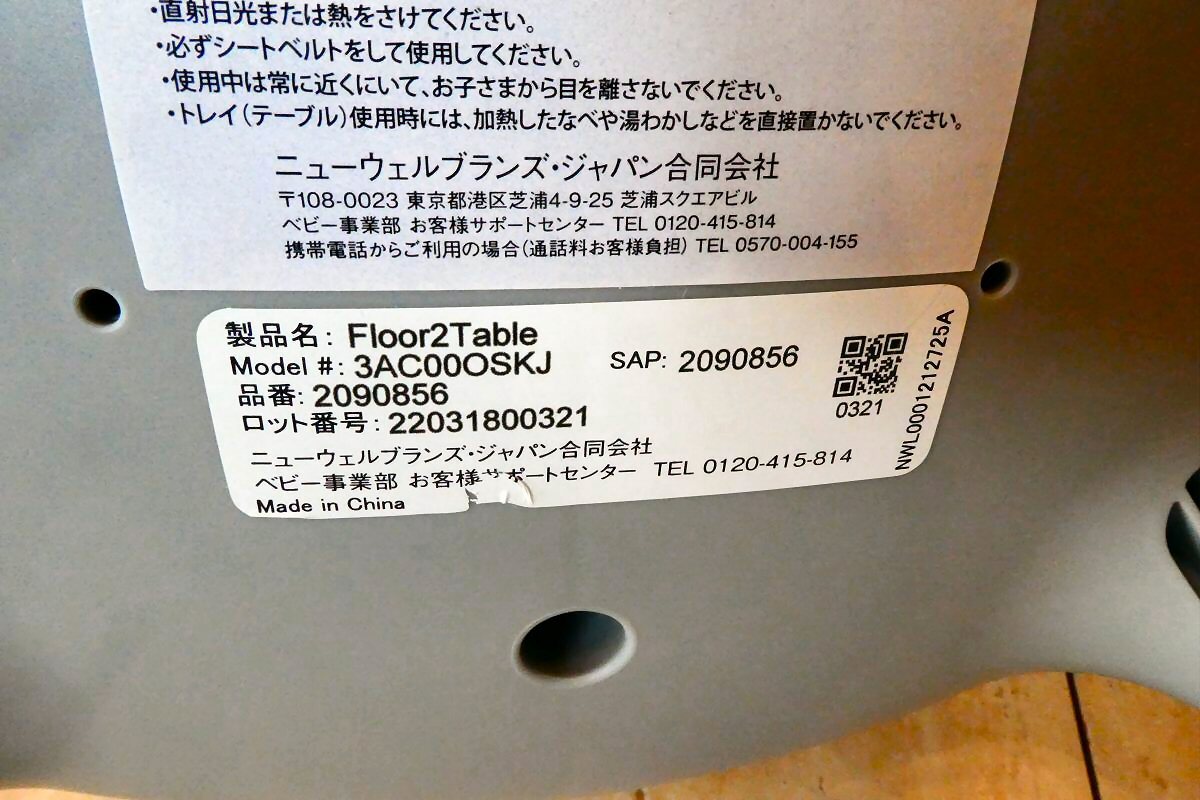 ・直射日光または熱をさけてください。
・必ずシートベルトをして使用してください。
・使用中は常に近くにいて、お子さまから目を離さないでください。
・トレイ(テーブル)使用時には、加熱したなべや湯わかしなどを直接置かないでください。
ニューウェルブランズ・ジャパン合同会社
〒108-0023 東京都港区芝浦4-9-25 芝浦スクエアビル
ベビー事業部 お客様サポートセンター TEL 0120-415-814
携帯電話からご利用の場合(通話料お客様負担) TEL 0570-004-155
製品名: Floor2Table
Model #: 3AC00OSKJ SAP: 2090856
品番: 2090856
ロット番号: 22031800321
0321
NWL0001212725A
ニューウェルブランズ・ジャパン合同会社
ベビー事業部 お客様サポートセンター TEL 0120-415-814
Made in China